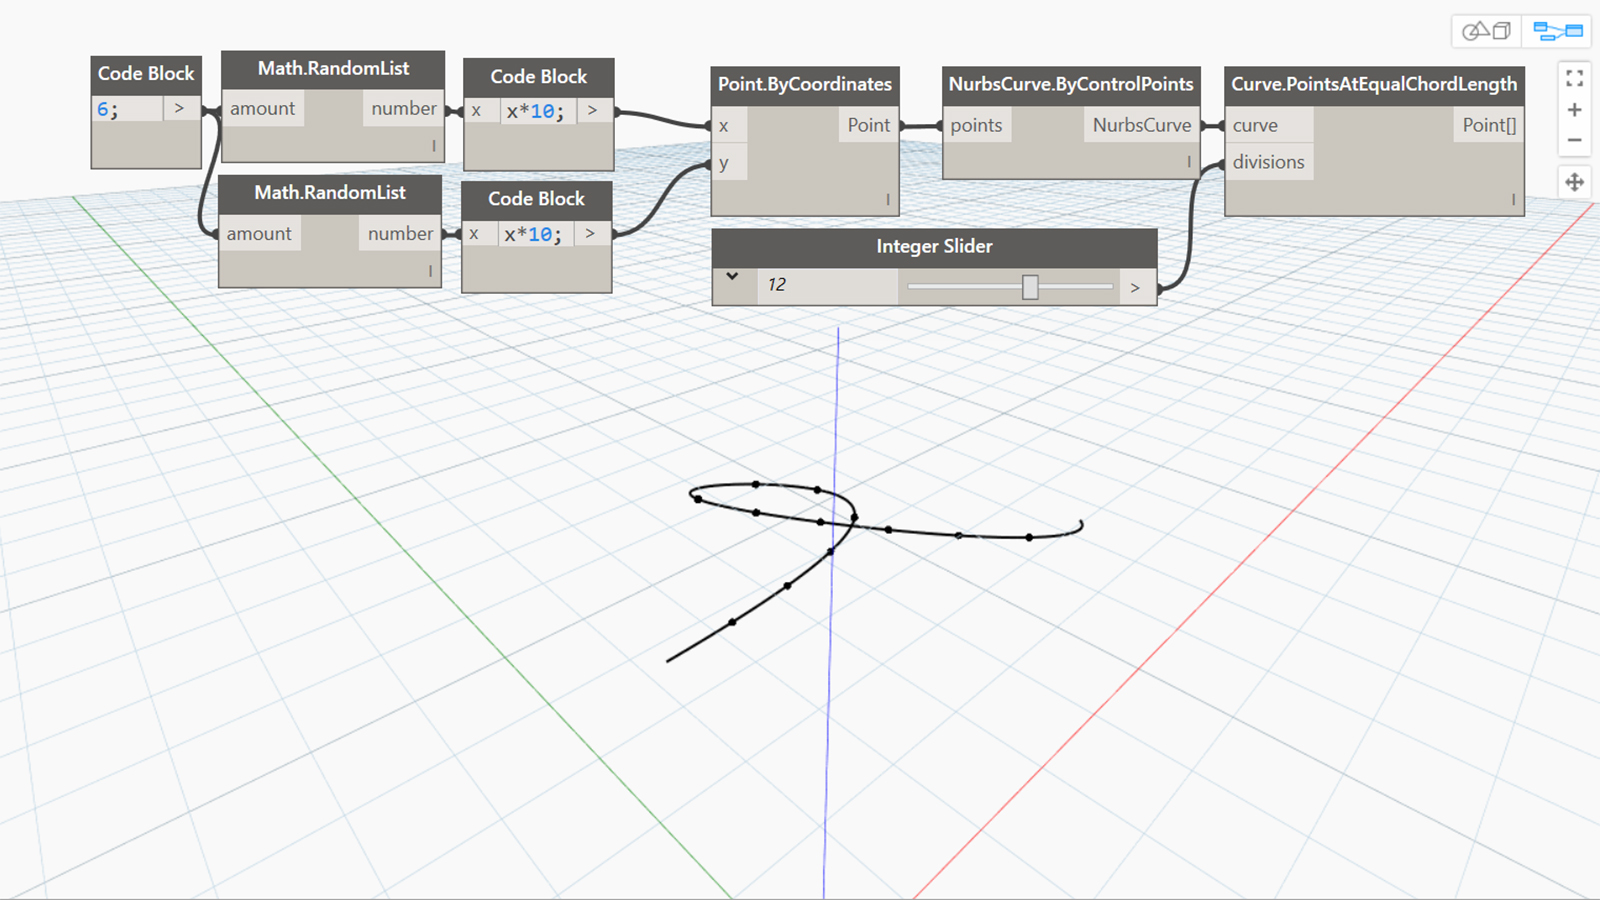 Code Block
6; >
Math.RandomList
amount number
l
Code Block
x x*10; >
Math.RandomList
amount number
l
Code Block
x x*10; >
Point.ByCoordinates
x Point
y
l
NurbsCurve.ByControlPoints
points NurbsCurve
l
Curve.PointsAtEqualChordLength
curve Point[]
divisions
l
Integer Slider
12 >